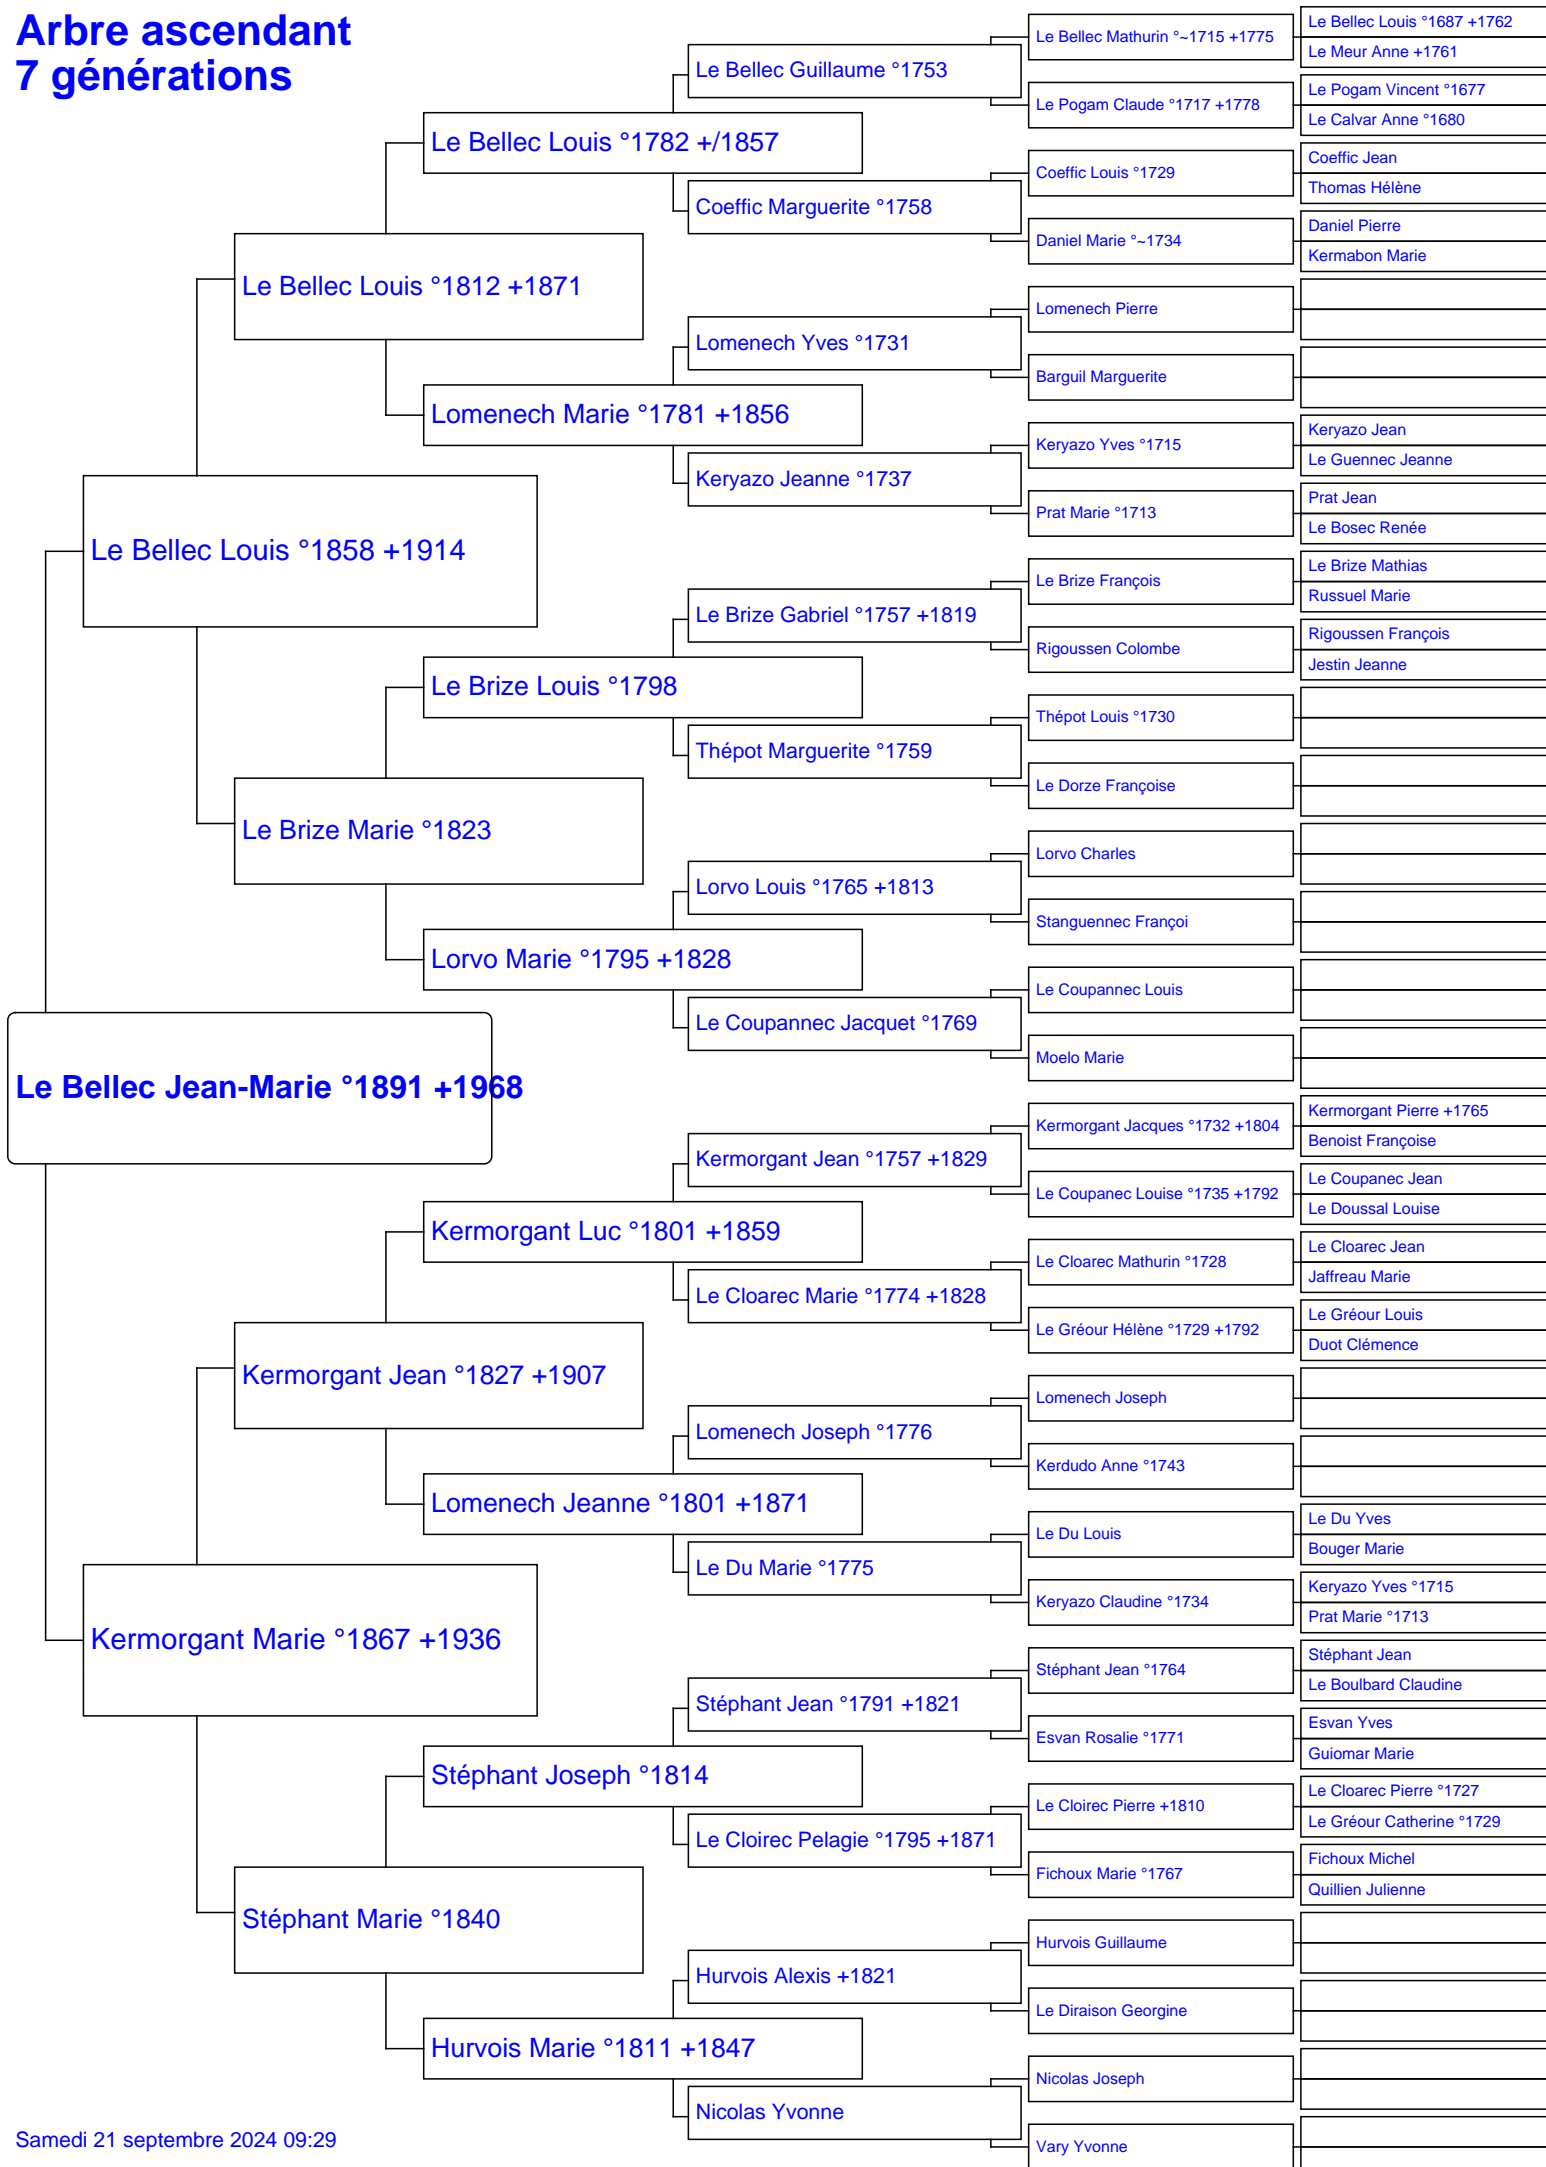 Arbre ascendant
7 générations
Le Bellec Jean-Marie °1891 +1968
Le Bellec Louis °1858 +1914
Kermorgant Marie °1867 +1936
Le Bellec Louis °1812 +1871
Le Brize Marie °1823
Kermorgant Jean °1827 +1907
Stéphant Marie °1840
Le Bellec Louis °1782 +/1857
Lomenech Marie °1781 +1856
Le Brize Louis °1798
Lorvo Marie °1795 +1828
Kermorgant Luc °1801 +1859
Lomenech Jeanne °1801 +1871
Stéphant Joseph °1814
Hurvois Marie °1811 +1847
Le Bellec Guillaume °1753
Coeffic Marguerite °1758
Lomenech Yves °1731
Keryazo Jeanne °1737
Le Brize Gabriel °1757 +1819
Thépot Marguerite °1759
Lorvo Louis °1765 +1813
Le Coupannec Jacquet °1769
Kermorgant Jean °1757 +1829
Le Cloarec Marie °1774 +1828
Lomenech Joseph °1776
Le Du Marie °1775
Stéphant Jean °1791 +1821
Le Cloirec Pelagie °1795 +1871
Hurvois Alexis +1821
Nicolas Yvonne
Le Bellec Mathurin °~1715 +1775
Le Pogam Claude °1717 +1778
Coeffic Louis °1729
Daniel Marie °~1734
Lomenech Pierre
Barguil Marguerite
Keryazo Yves °1715
Prat Marie °1713
Le Brize François
Rigoussen Colombe
Thépot Louis °1730
Le Dorze Françoise
Lorvo Charles
Stanguennec Françoi
Le Coupannec Louis
Moelo Marie
Kermorgant Jacques °1732 +1804
Le Coupanec Louise °1735 +1792
Le Cloarec Mathurin °1728
Le Gréour Hélène °1729 +1792
Lomenech Joseph
Kerdudo Anne °1743
Le Du Louis
Keryazo Claudine °1734
Stéphant Jean °1764
Esvan Rosalie °1771
Le Cloirec Pierre +1810
Fichoux Marie °1767
Hurvois Guillaume
Le Diraison Georgine
Nicolas Joseph
Vary Yvonne
Le Bellec Louis °1687 +1762
Le Meur Anne +1761
Le Pogam Vincent °1677
Le Calvar Anne °1680
Coeffic Jean
Thomas Hélène
Daniel Pierre
Kermabon Marie
Keryazo Jean
Le Guennec Jeanne
Prat Jean
Le Bosec Renée
Le Brize Mathias
Russuel Marie
Rigoussen François
Jestin Jeanne
Kermorgant Pierre +1765
Benoist Françoise
Le Coupanec Jean
Le Doussal Louise
Le Cloarec Jean
Jaffreau Marie
Le Gréour Louis
Duot Clémence
Le Du Yves
Bouger Marie
Keryazo Yves °1715
Prat Marie °1713
Stéphant Jean
Le Boulbard Claudine
Esvan Yves
Guiomar Marie
Le Cloarec Pierre °1727
Le Gréour Catherine °1729
Fichoux Michel
Quillien Julienne
Samedi 21 septembre 2024 09:29